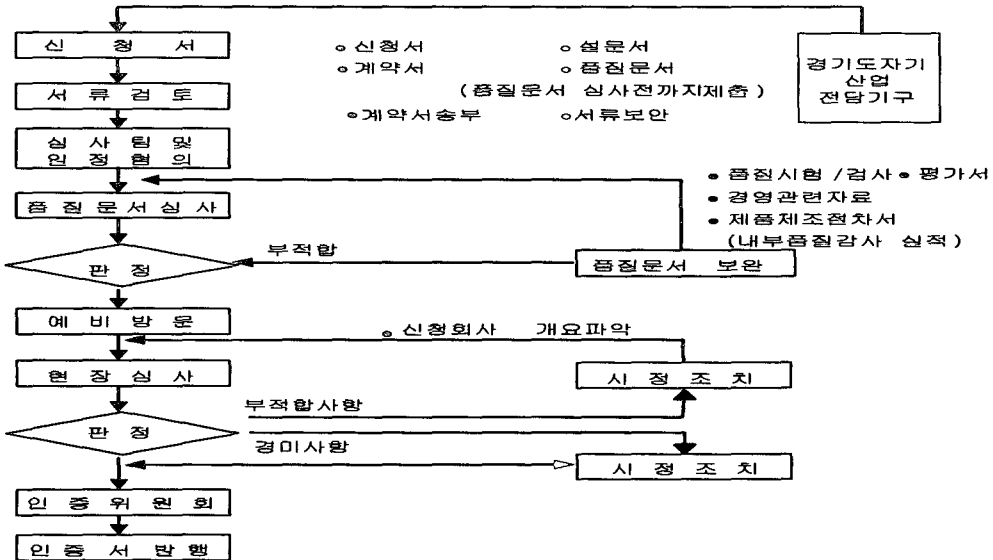 신 청 서
◦ 신청서 ◦ 설문서
◦ 계약서 ◦ 품질문서
(품질문서 심사전까지제출)
◦계약서송부 ◦서류보안
경기도자기
산업
전담기구
서 류 검 토
심 사 팀 및
인 정 협 의
● 품질시험 /검사 ● 평가서
● 경영관련자료
● 제품제조절차서
(내부품질감사 실적)
품 질 문 서 심 사
부적합
판 정
품질문서 보완
예 비 방 문
◦ 신청회사 개요파악
현 장 심 사
시 정 조 치
부적합사항
판 정
경미사항
시 정 조 치
인 증 위 원 회
인 증 서 발 행